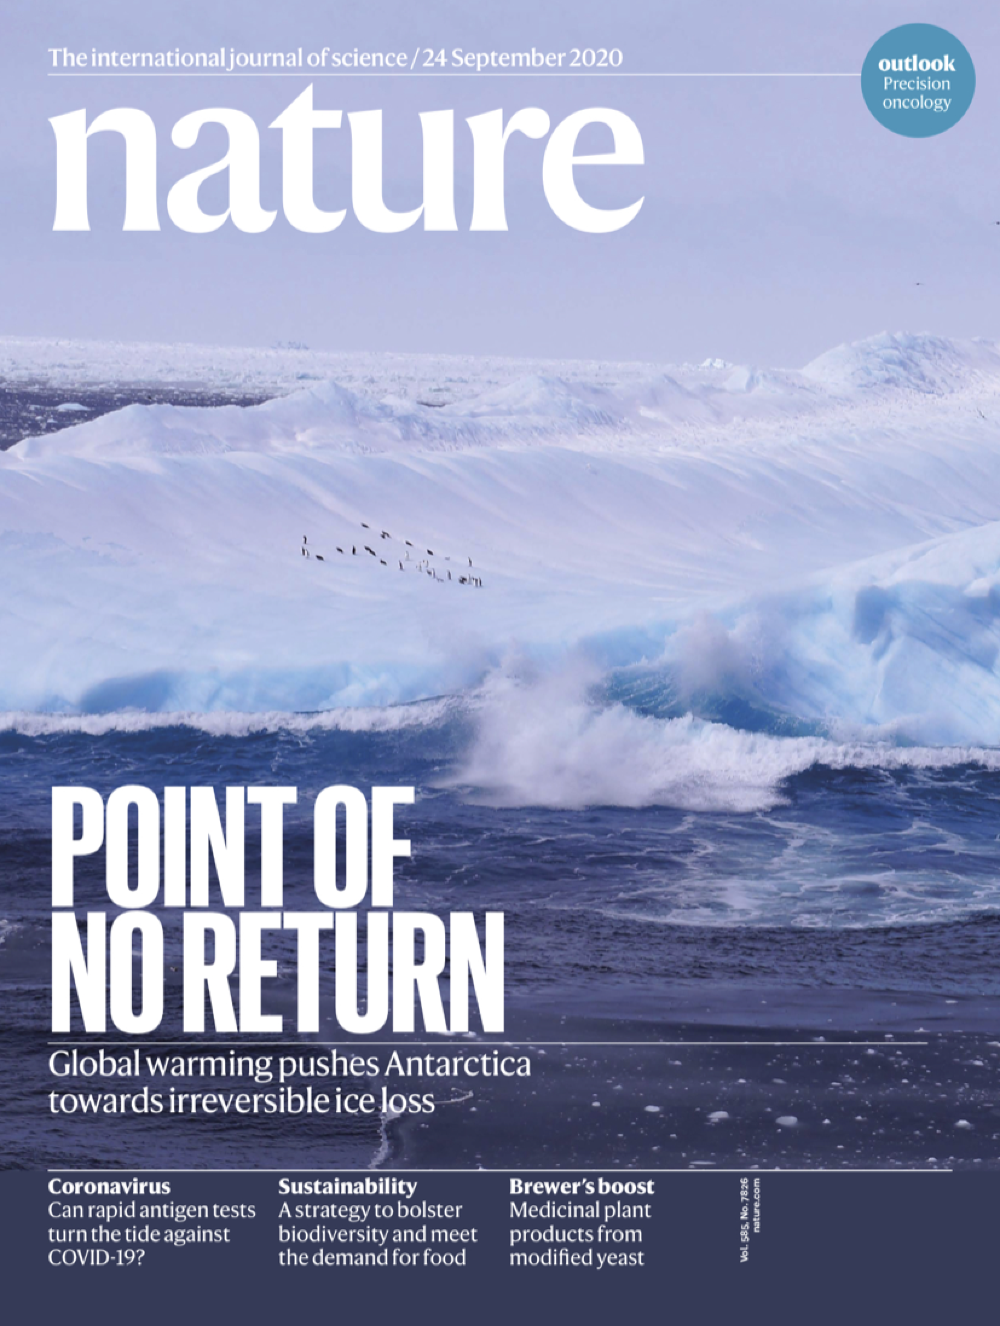 The international journal of science / 24 September 2020
outlook
Precision
oncology
nature
POINT OF
NO RETURN
Global warming pushes Antarctica
towards irreversible ice loss
Coronavirus
Can rapid antigen tests
turn the tide against
COVID-19?
Sustainability
A strategy to bolster
biodiversity and meet
the demand for food
Brewer's boost
Medicinal plant
products from
modified yeast
Vol. 585, No. 7826
nature.com